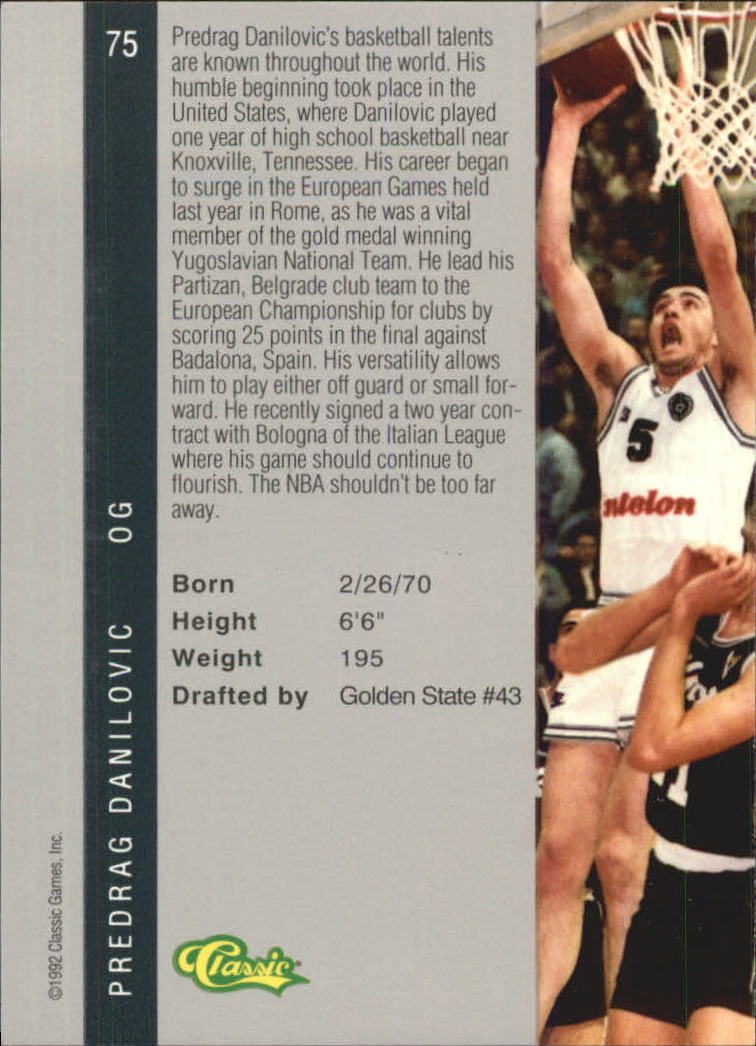 75
Predrag Danilovic's basketball talents
are known throughout the world. His
humble beginning took place in the
United States, where Danilovic played
one year of high school basketball near
Knoxville, Tennessee. His career began
to surge in the European Games held
last year in Rome, as he was a vital
member of the gold medal winning
Yugoslavian National Team. He lead his
Partizan, Belgrade club team to the
European Championship for clubs by
scoring 25 points in the final against
Badalona, Spain. His versatility allows
him to play either off guard or small for-
ward. He recently signed a two year con-
tract with Bologna of the Italian League
where his game should continue to
flourish. The NBA shouldn't be too far
away.
Born 2/26/70
Height 6'6"
Weight 195
Drafted by Golden State #43
PREDRAG DANILOVIC OG
©1992 Classic Games, Inc.
Classic
5
ntelon